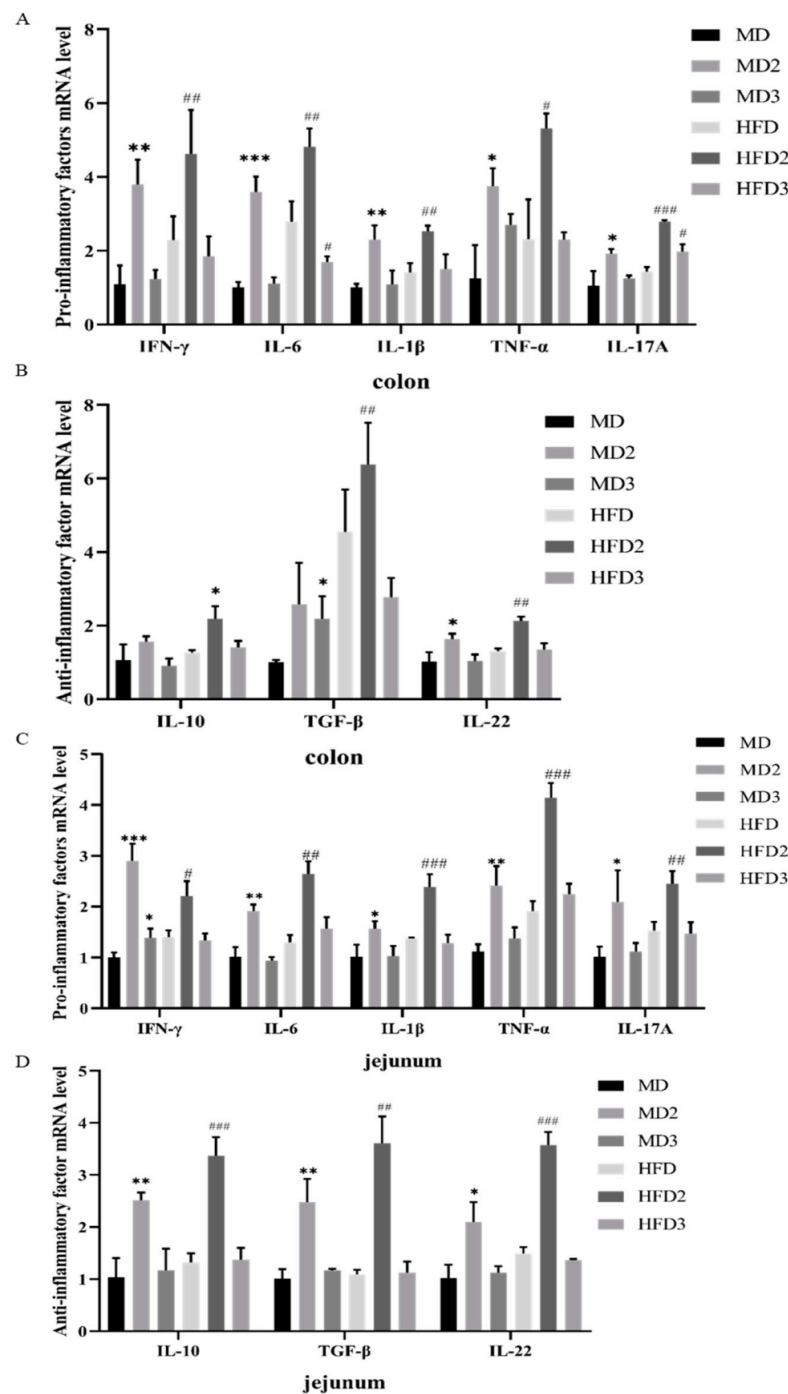 A
Pro-inflammatory factors mRNA level
8
6
4
2
0
** ## *** ## # ** ## * # * ### #
IFN-γ IL-6 IL-1β TNF-α IL-17A
colon
MD
MD2
MD3
HFD
HFD2
HFD3
B
Anti-inflammatory factor mRNA level
8
6
4
2
0
* * ## * ##
IL-10 TGF-β IL-22
colon
MD
MD2
MD3
HFD
HFD2
HFD3
C
Pro-inflammatory factors mRNA level
5
4
3
2
1
0
*** * # ** ## * ### ** ### * ##
IFN-γ IL-6 IL-1β TNF-α IL-17A
jejunum
MD
MD2
MD3
HFD
HFD2
HFD3
D
Anti-inflammatory factor mRNA level
5
4
3
2
1
0
** ### ** ## * ###
IL-10 TGF-β IL-22
jejunum
MD
MD2
MD3
HFD
HFD2
HFD3